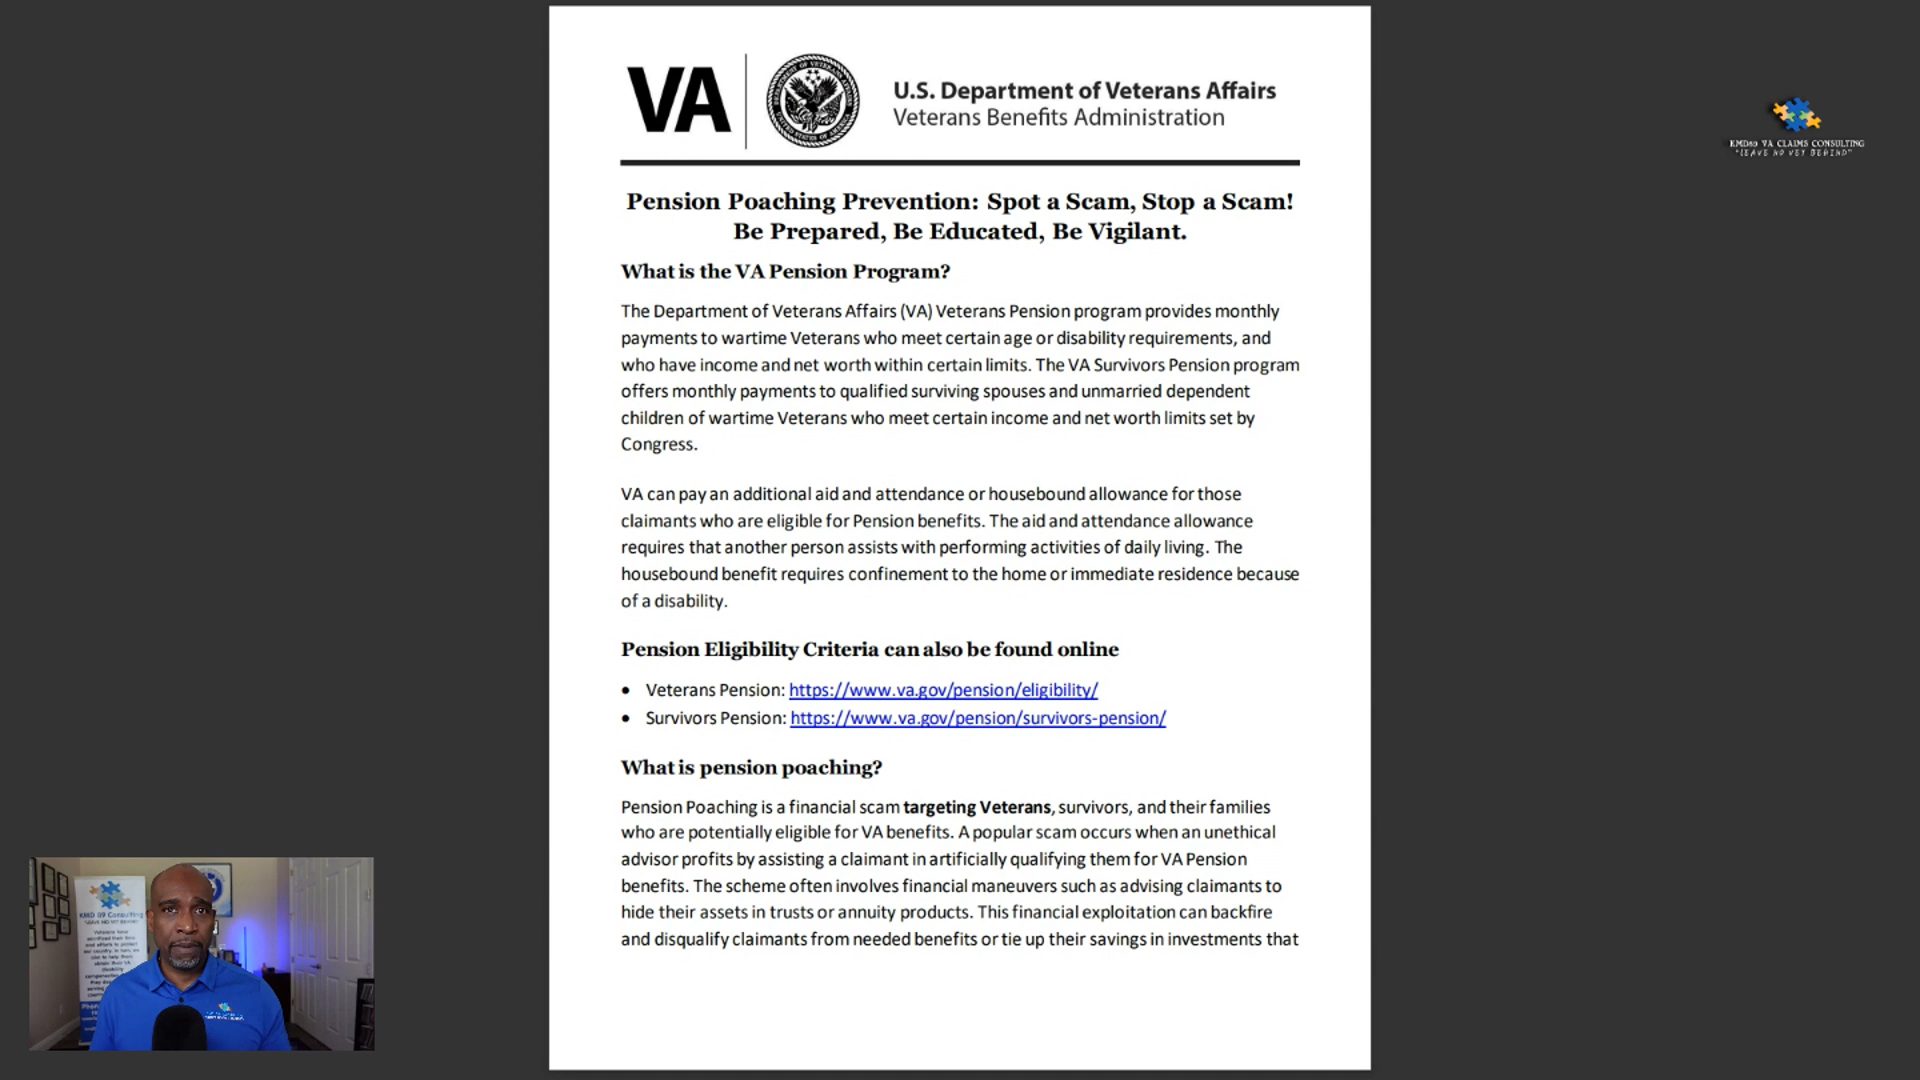 VA
U.S. Department of Veterans Affairs
Veterans Benefits Administration
KMD89 VA CLAIMS CONSULTING
"LEAVE NO VET BEHIND"
Pension Poaching Prevention: Spot a Scam, Stop a Scam!
Be Prepared, Be Educated, Be Vigilant.
What is the VA Pension Program?
The Department of Veterans Affairs (VA) Veterans Pension program provides monthly
payments to wartime Veterans who meet certain age or disability requirements, and
who have income and net worth within certain limits. The VA Survivors Pension program
offers monthly payments to qualified surviving spouses and unmarried dependent
children of wartime Veterans who meet certain income and net worth limits set by
Congress.
VA can pay an additional aid and attendance or housebound allowance for those
claimants who are eligible for Pension benefits. The aid and attendance allowance
requires that another person assists with performing activities of daily living. The
housebound benefit requires confinement to the home or immediate residence because
of a disability.
Pension Eligibility Criteria can also be found online
• Veterans Pension: https://www.va.gov/pension/eligibility/
• Survivors Pension: https://www.va.gov/pension/survivors-pension/
What is pension poaching?
Pension Poaching is a financial scam targeting Veterans, survivors, and their families
who are potentially eligible for VA benefits. A popular scam occurs when an unethical
advisor profits by assisting a claimant in artificially qualifying them for VA Pension
benefits. The scheme often involves financial maneuvers such as advising claimants to
hide their assets in trusts or annuity products. This financial exploitation can backfire
and disqualify claimants from needed benefits or tie up their savings in investments that
KMD 89 Consulting